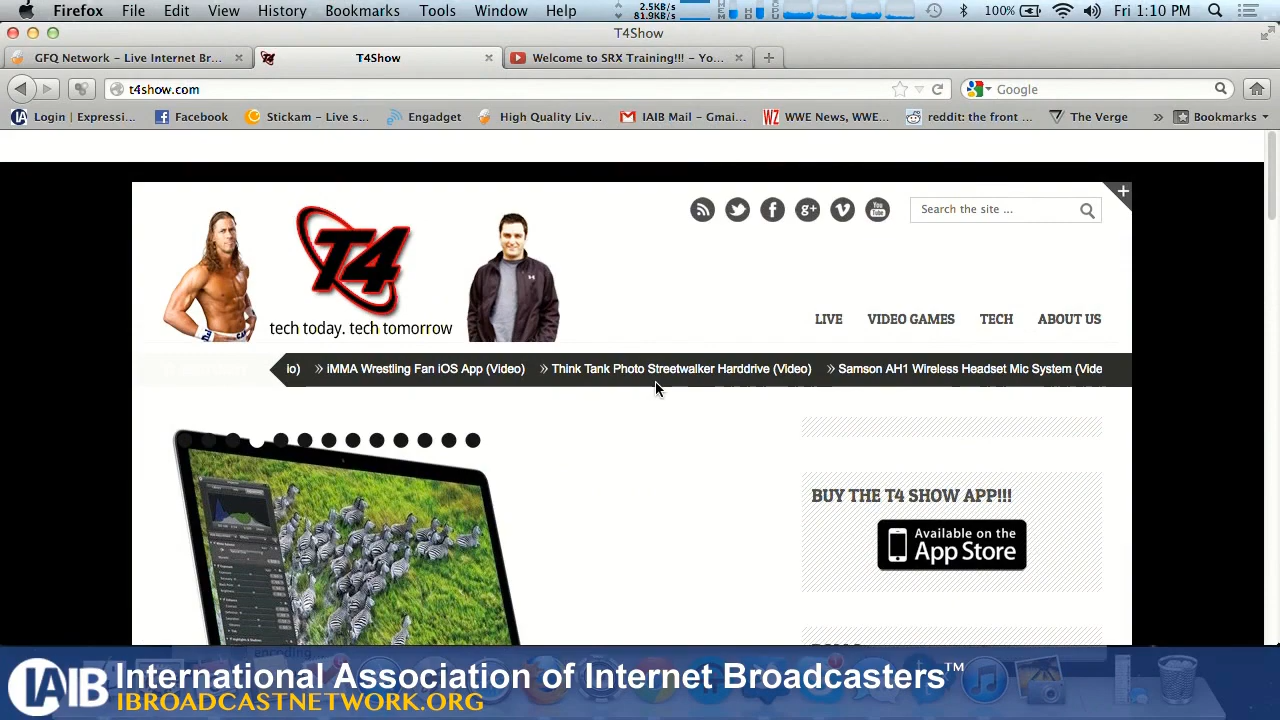 Firefox File Edit View History Bookmarks Tools Window Help 2.5KB/s 81.9KB/s 100% Fri 1:10 PM
T4Show
GFQ Network – Live Internet Br... T4Show Welcome to SRX Training!!! – Yo...
t4show.com Google
Login | Expressi... Facebook Stickam – Live s... Engadget High Quality Liv... IAIB Mail – Gmai... WWE News, WWE... reddit: the front ... The Verge » Bookmarks
Search the site ...
T4
tech today. tech tomorrow
LIVE VIDEO GAMES TECH ABOUT US
io) » iMMA Wrestling Fan iOS App (Video) » Think Tank Photo Streetwalker Harddrive (Video) » Samson AH1 Wireless Headset Mic System (Vide
BUY THE T4 SHOW APP!!!
Available on the
App Store
encoding...
IAIB International Association of Internet Broadcasters™
IBROADCASTNETWORK.ORG